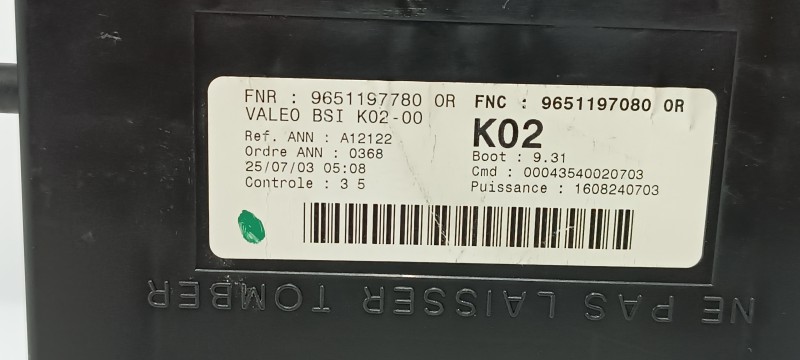 FNR : 9651197780 OR FNC : 9651197080 OR
VALEO BSI K02-00
K02
Ref. ANN : A12122
Ordre ANN : 0368
Boot : 9.31
25/07/03 05:08
Cmd : 00043540020703
Controle : 3 5
Puissance : 1608240703
NE PAS LAISSER TOMBER